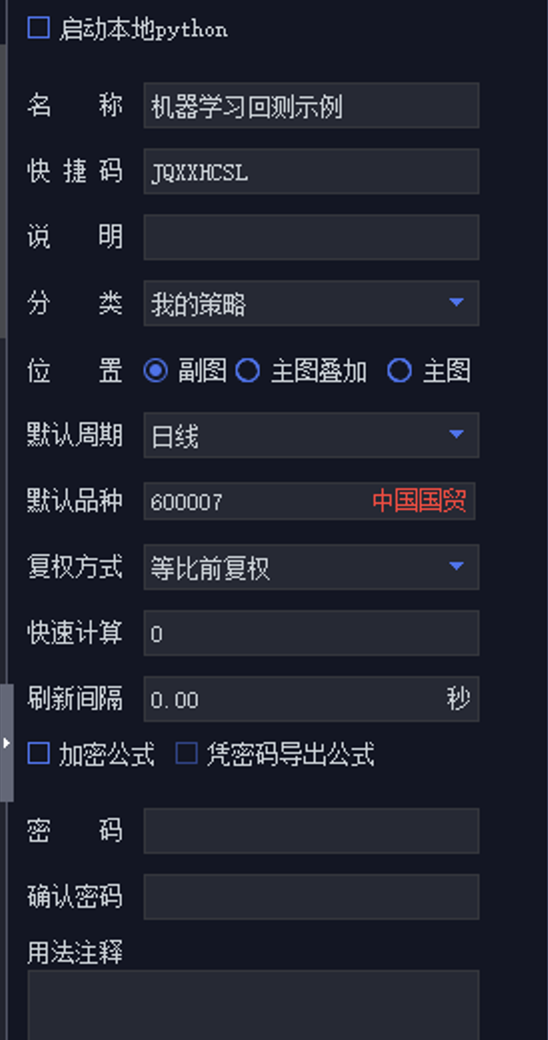 启动本地python
名 称 机器学习回测示例
快捷码 JQXXHCSL
说 明
分 类 我的策略
位 置 副图 主图叠加 主图
默认周期 日线
默认品种 600007 中国国贸
复权方式 等比前复权
快速计算 0
刷新间隔 0.00 秒
加密公式 凭密码导出公式
密 码
确认密码
用法注释